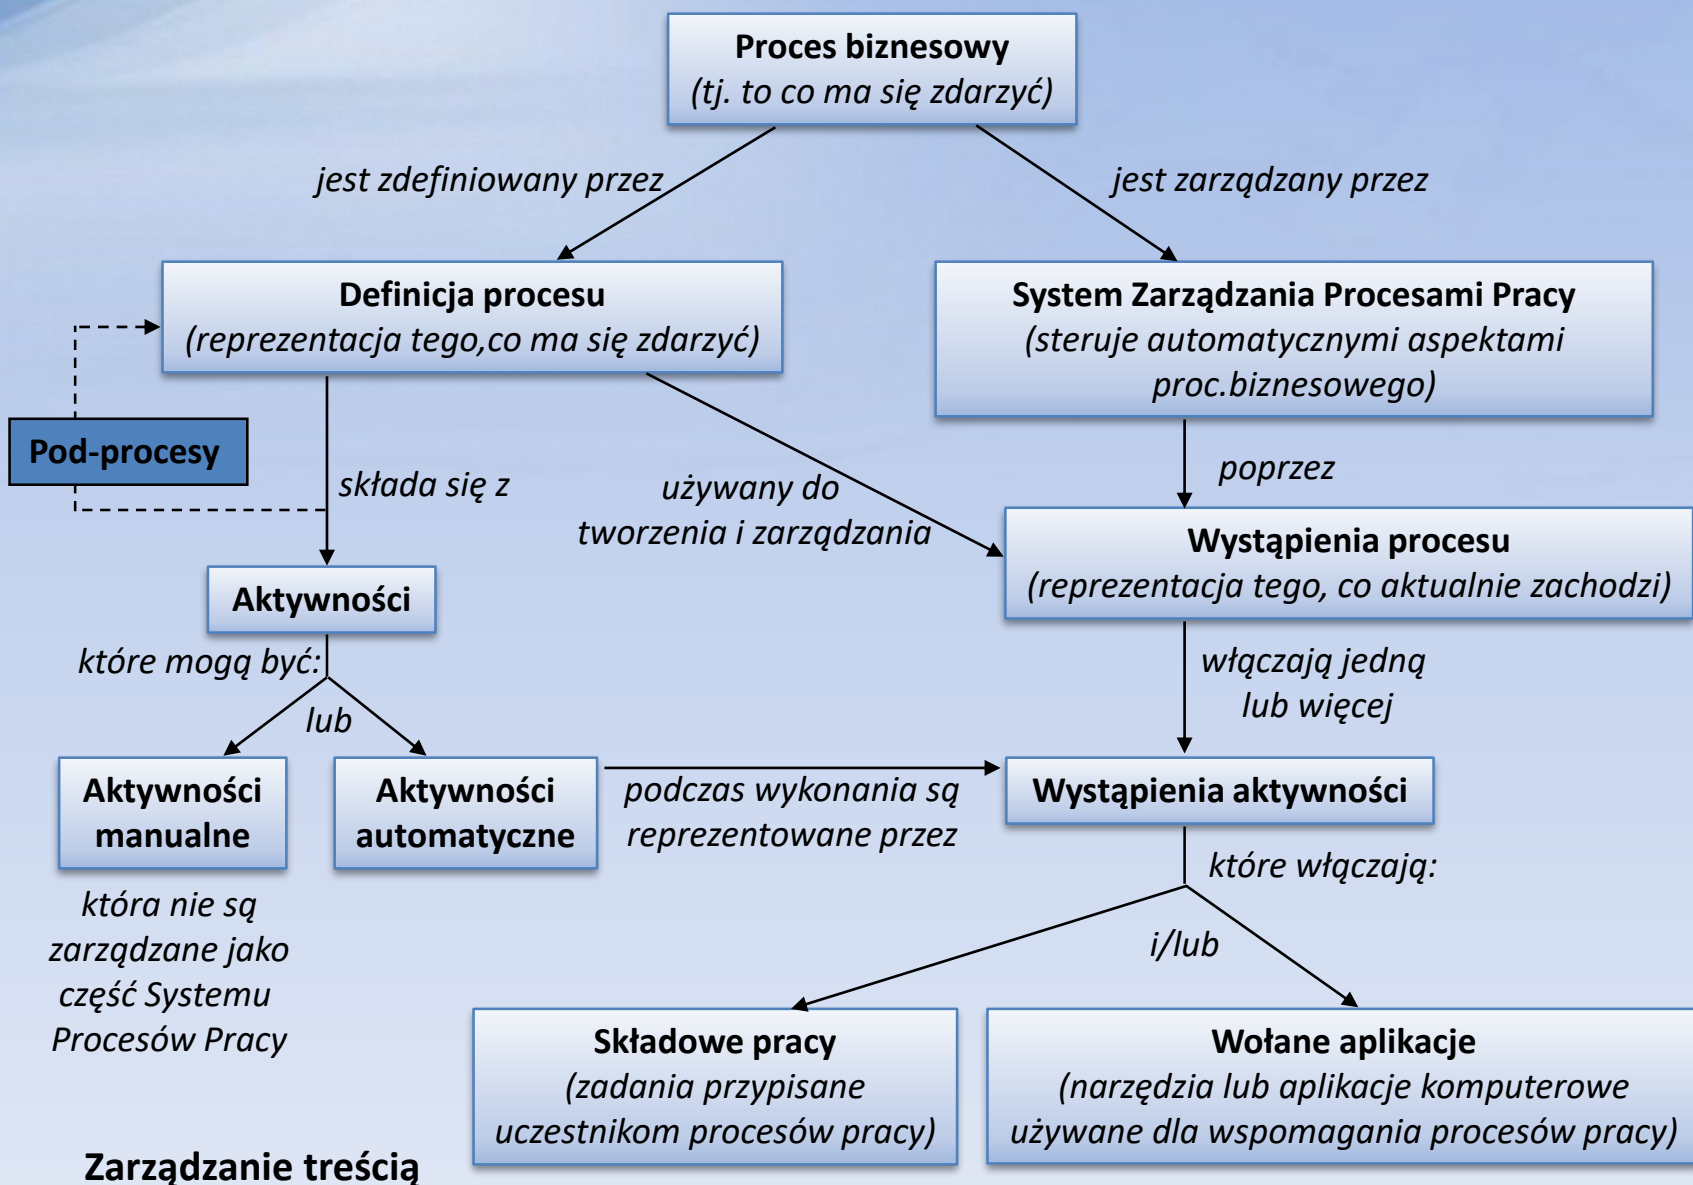 Proces biznesowy
(tj. to co ma się zdarzyć)
jest zdefiniowany przez
jest zarządzany przez
Definicja procesu
(reprezentacja tego,co ma się zdarzyć)
System Zarządzania Procesami Pracy
(steruje automatycznymi aspektami
proc.biznesowego)
Pod-procesy
składa się z
używany do
tworzenia i zarządzania
poprzez
Wystąpienia procesu
(reprezentacja tego, co aktualnie zachodzi)
Aktywności
które mogą być:
lub
włączają jedną
lub więcej
Aktywności
manualne
Aktywności
automatyczne
podczas wykonania są
reprezentowane przez
Wystąpienia aktywności
które włączają:
która nie są
zarządzane jako
część Systemu
Procesów Pracy
i/lub
Składowe pracy
(zadania przypisane
uczestnikom procesów pracy)
Wołane aplikacje
(narzędzia lub aplikacje komputerowe
używane dla wspomagania procesów pracy)
Zarządzanie treścią